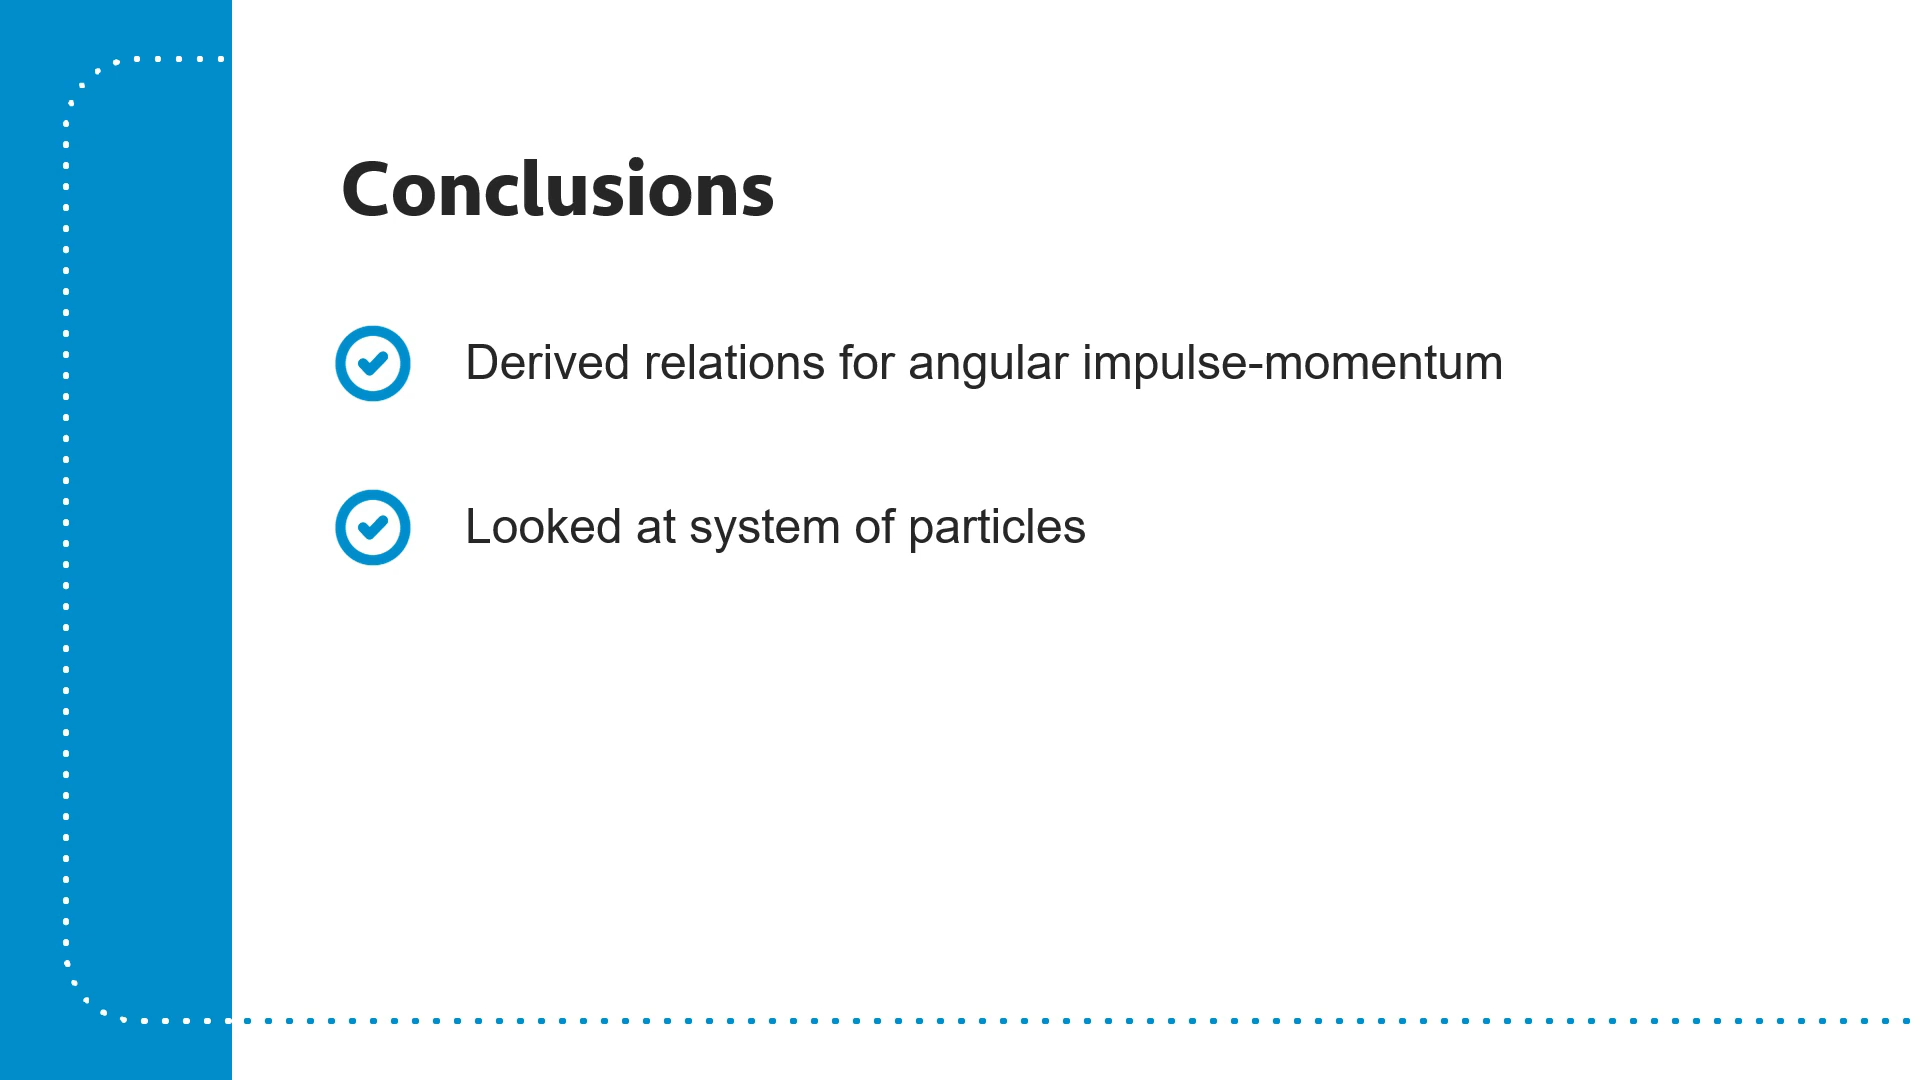 Conclusions
Derived relations for angular impulse-momentum
Looked at system of particles